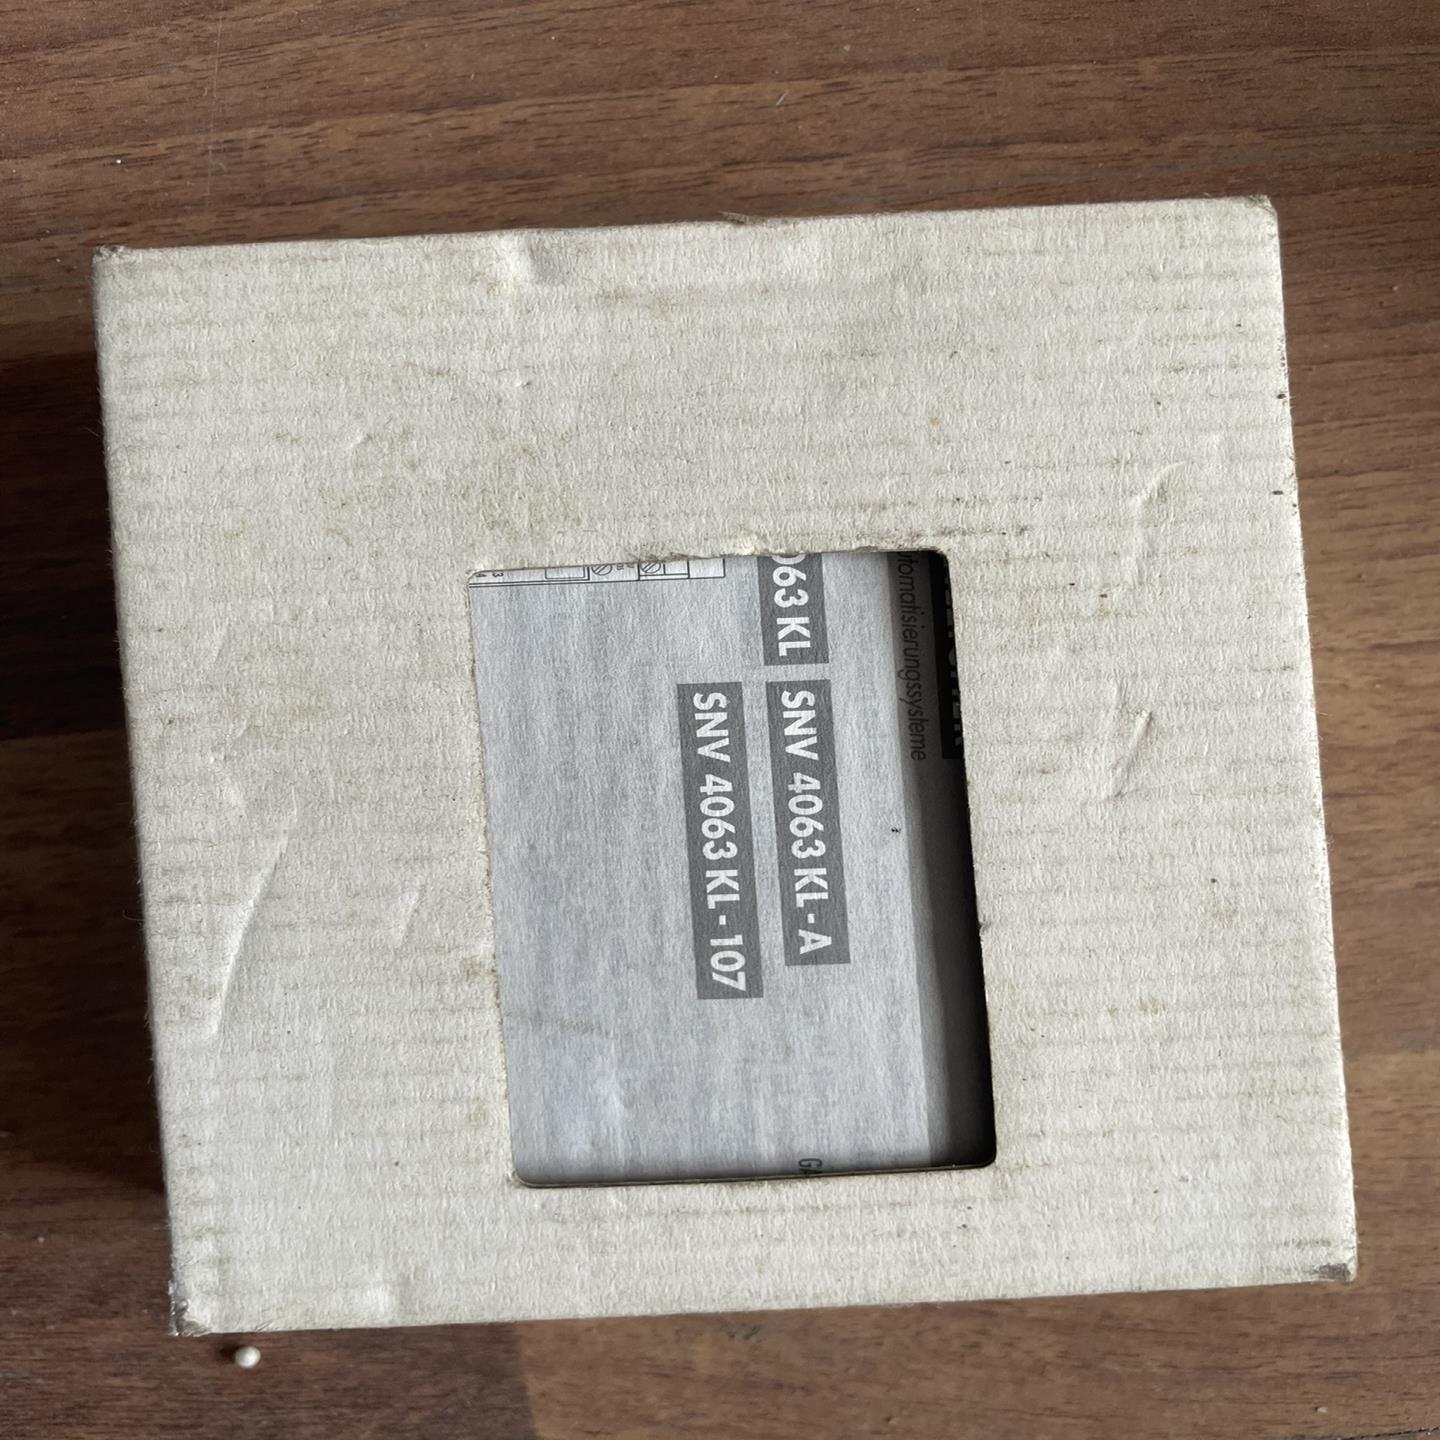 utomatisierungssysteme
063 KL
SNV 4063 KL - A
SNV 4063 KL - 107